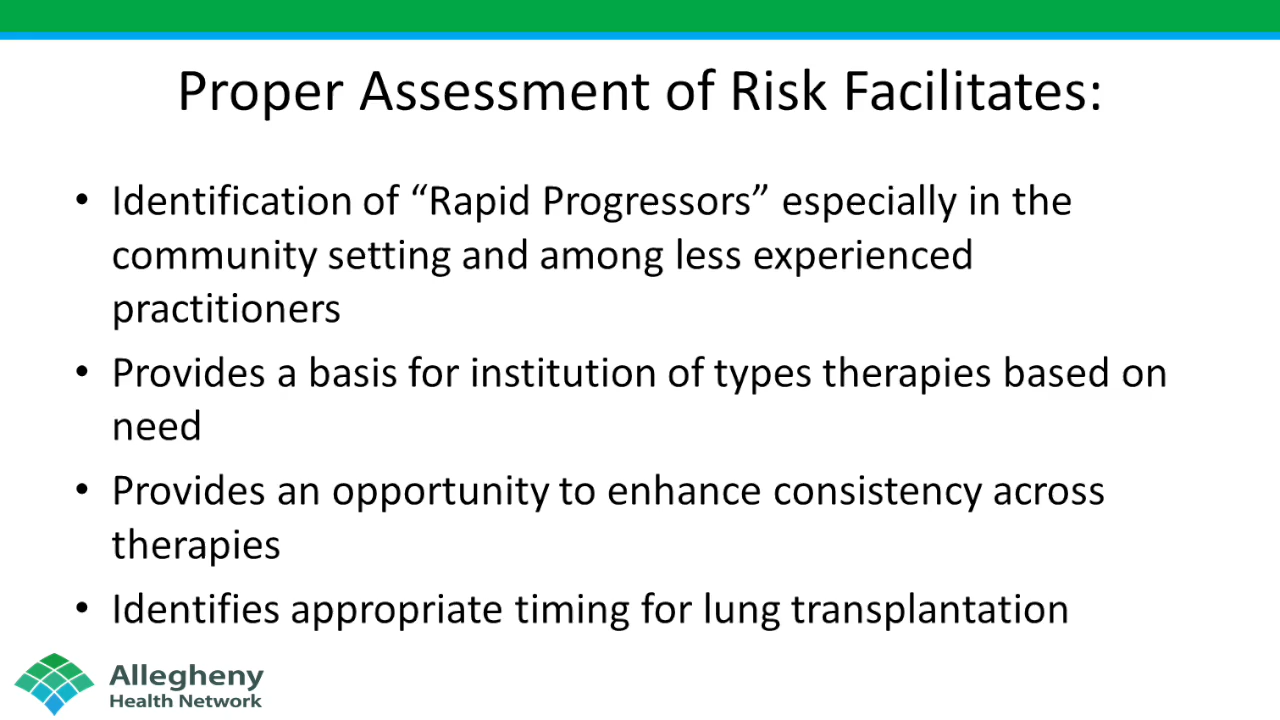 Proper Assessment of Risk Facilitates:
• Identification of “Rapid Progressors” especially in the
community setting and among less experienced
practitioners
• Provides a basis for institution of types therapies based on
need
• Provides an opportunity to enhance consistency across
therapies
• Identifies appropriate timing for lung transplantation
Allegheny
Health Network